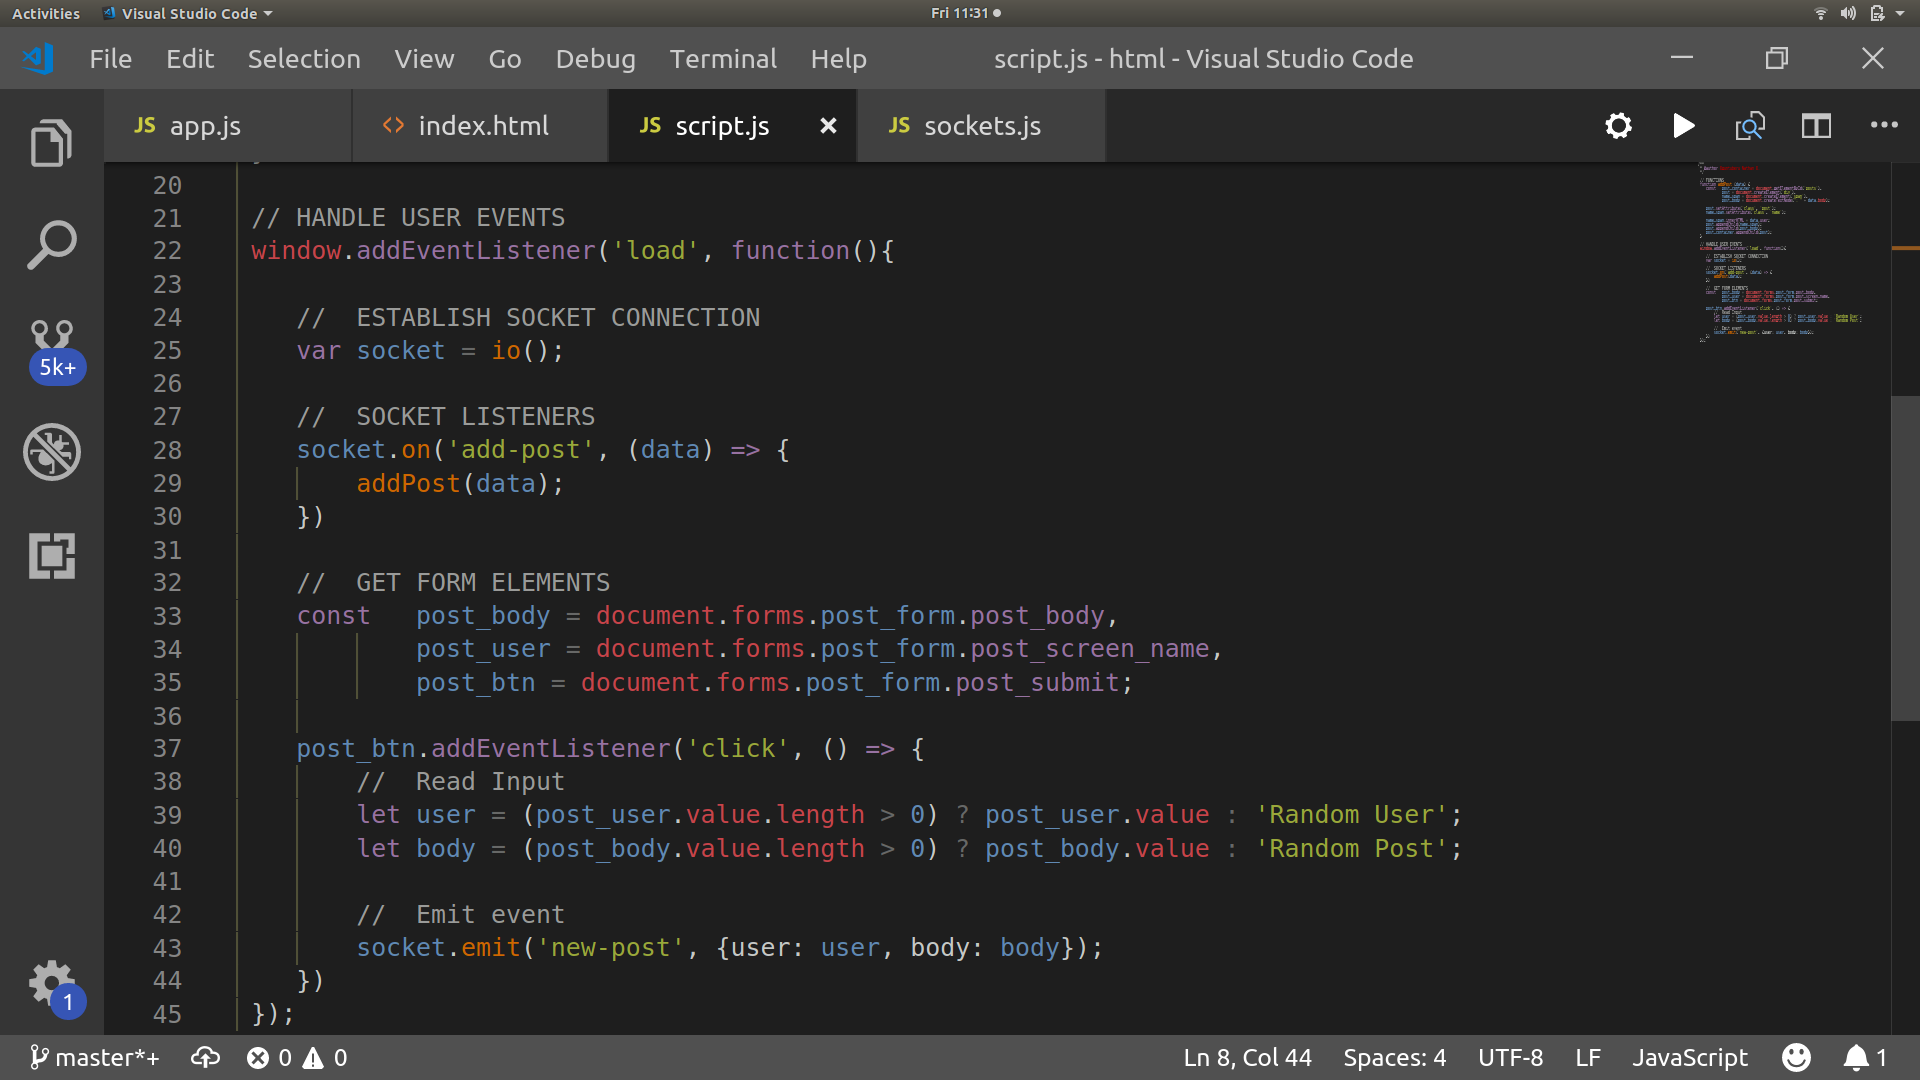 Activities Visual Studio Code Fri 11:31
File Edit Selection View Go Debug Terminal Help script.js - html - Visual Studio Code
JS app.js <> index.html JS script.js × JS sockets.js
20
21 // HANDLE USER EVENTS
22 window.addEventListener('load', function(){
23
24 //  ESTABLISH SOCKET CONNECTION
25 var socket = io();
26
27 //  SOCKET LISTENERS
28 socket.on('add-post', (data) => {
29 addPost(data);
30 })
31
32 //  GET FORM ELEMENTS
33 const   post_body = document.forms.post_form.post_body,
34 post_user = document.forms.post_form.post_screen_name,
35 post_btn = document.forms.post_form.post_submit;
36
37 post_btn.addEventListener('click', () => {
38 //  Read Input
39 let user = (post_user.value.length > 0) ? post_user.value : 'Random User';
40 let body = (post_body.value.length > 0) ? post_body.value : 'Random Post';
41
42 //  Emit event
43 socket.emit('new-post', {user: user, body: body});
44 })
45 });
5k+
1
master*+ 0 0 Ln 8, Col 44 Spaces: 4 UTF-8 LF JavaScript 1